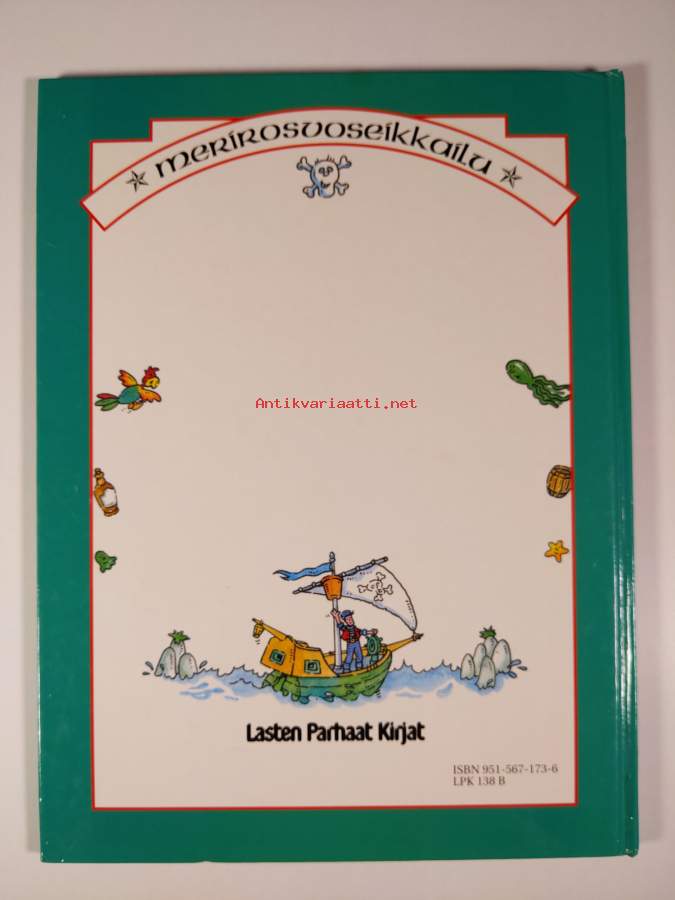 merirosvoseikkailu
Antikvariaatti.net
Lasten Parhaat Kirjat
ISBN 951-567-173-6
LPK 138 B